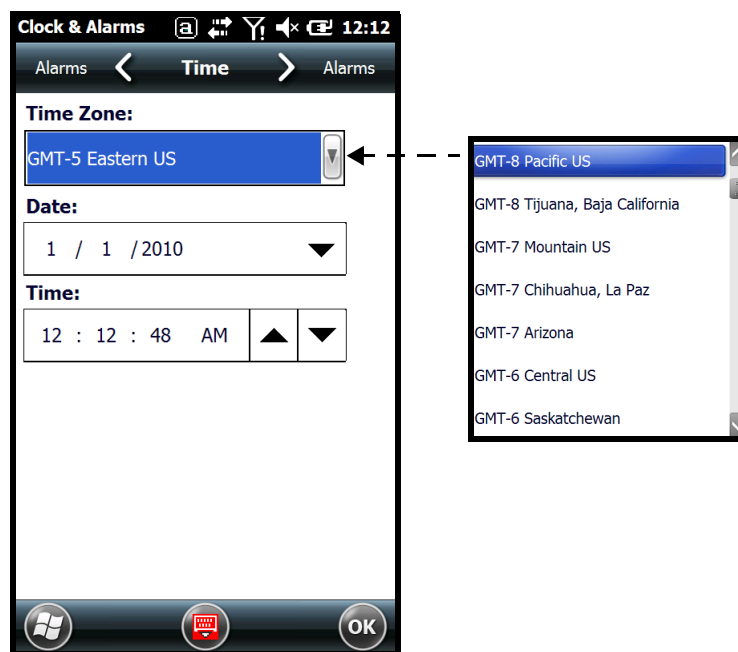 Clock & Alarms a 12:12
Alarms Time Alarms
Time Zone:
GMT-5 Eastern US
Date:
1 / 1 / 2010
Time:
12 : 12 : 48 AM
OK
GMT-8 Pacific US
GMT-8 Tijuana, Baja California
GMT-7 Mountain US
GMT-7 Chihuahua, La Paz
GMT-7 Arizona
GMT-6 Central US
GMT-6 Saskatchewan